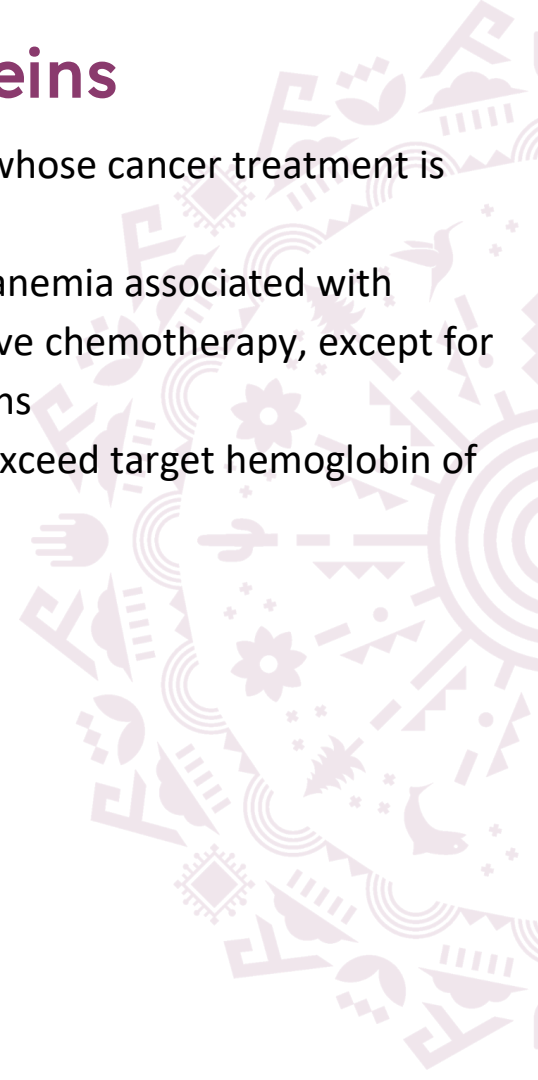 eins
whose cancer treatment is
anemia associated with
ve chemotherapy, except for
ns
xceed target hemoglobin of